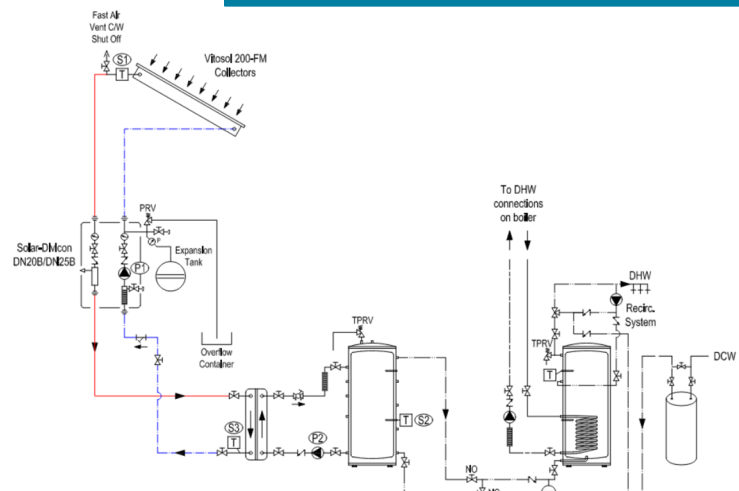 Fast Air
Vent C/W
Shut Off
S1
T
Vitosol 200-FM
Collectors
To DHW
connections
on boiler
PRV
P
Solar-DMcon
DN20B/DN25B
P1
Expansion
Tank
DHW
Recirc.
System
TPRV
TPRV
Overflow
Container
DCW
T
T
S2
S3
T
P2
NO